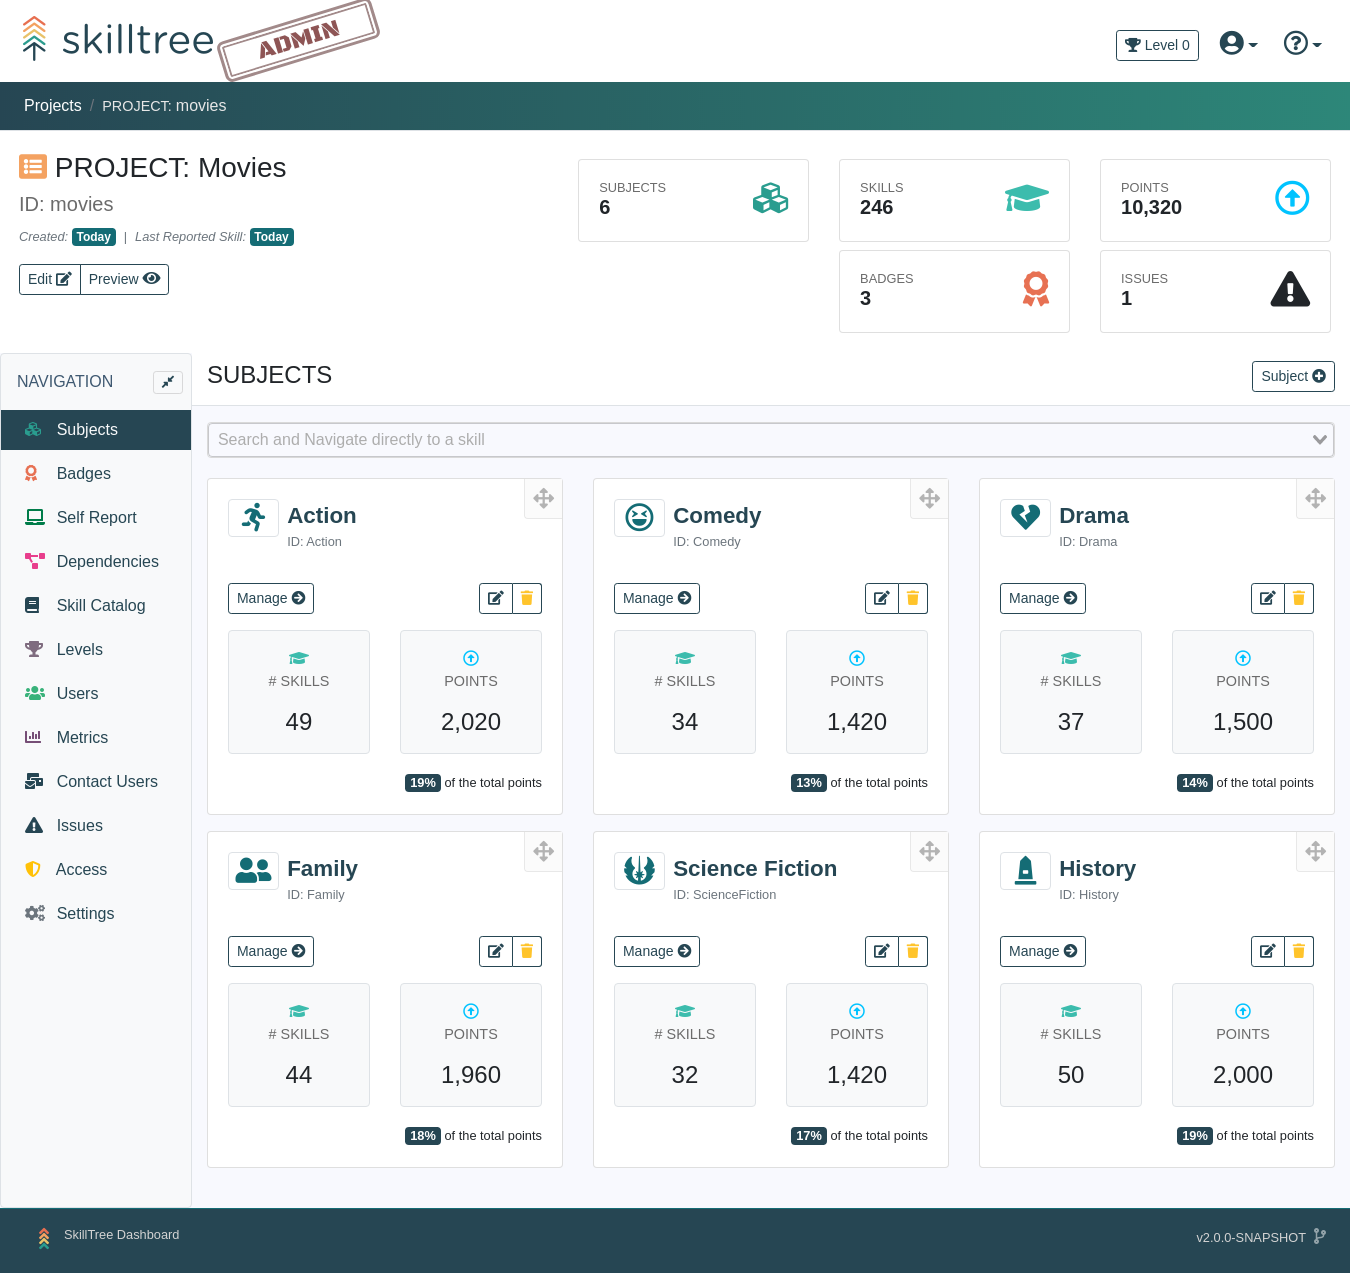 skilltree ADMIN
Level 0
Projects / PROJECT: movies
PROJECT: Movies
ID: movies
Created: Today | Last Reported Skill: Today
Edit Preview
SUBJECTS
6
SKILLS
246
POINTS
10,320
BADGES
3
ISSUES
1
NAVIGATION
Subjects
Badges
Self Report
Dependencies
Skill Catalog
Levels
Users
Metrics
Contact Users
Issues
Access
Settings
SUBJECTS
Subject
Search and Navigate directly to a skill
Action
ID: Action
Manage
# SKILLS
49
POINTS
2,020
19% of the total points
Comedy
ID: Comedy
Manage
# SKILLS
34
POINTS
1,420
13% of the total points
Drama
ID: Drama
Manage
# SKILLS
37
POINTS
1,500
14% of the total points
Family
ID: Family
Manage
# SKILLS
44
POINTS
1,960
18% of the total points
Science Fiction
ID: ScienceFiction
Manage
# SKILLS
32
POINTS
1,420
17% of the total points
History
ID: History
Manage
# SKILLS
50
POINTS
2,000
19% of the total points
SkillTree Dashboard
v2.0.0-SNAPSHOT